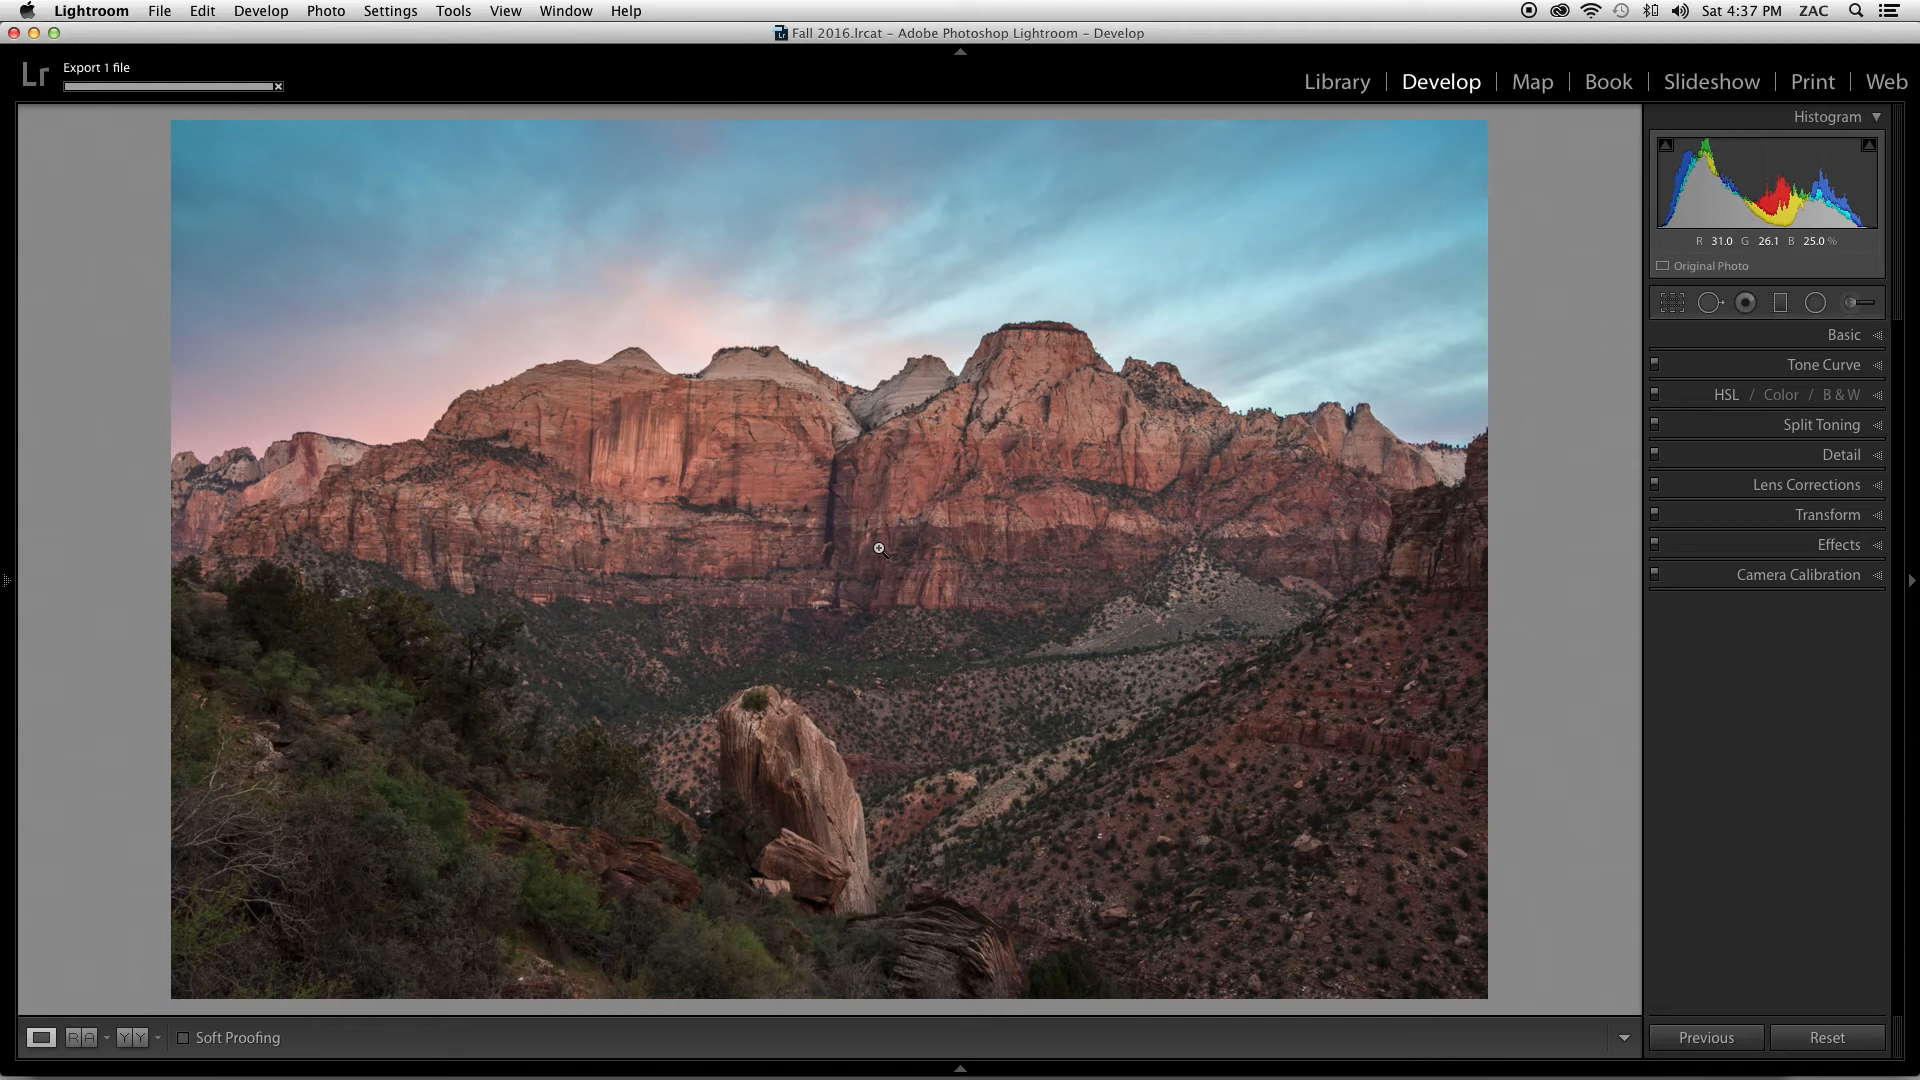 Lightroom File Edit Develop Photo Settings Tools View Window Help Sat 4:37 PM ZAC
Fall 2016.lrcat - Adobe Photoshop Lightroom - Develop
Lr Export 1 file
Library | Develop | Map | Book | Slideshow | Print | Web
Histogram
R 31.0 G 26.1 B 25.0 %
Original Photo
Basic
Tone Curve
HSL / Color / B & W
Split Toning
Detail
Lens Corrections
Transform
Effects
Camera Calibration
R A Y Y Soft Proofing Previous Reset